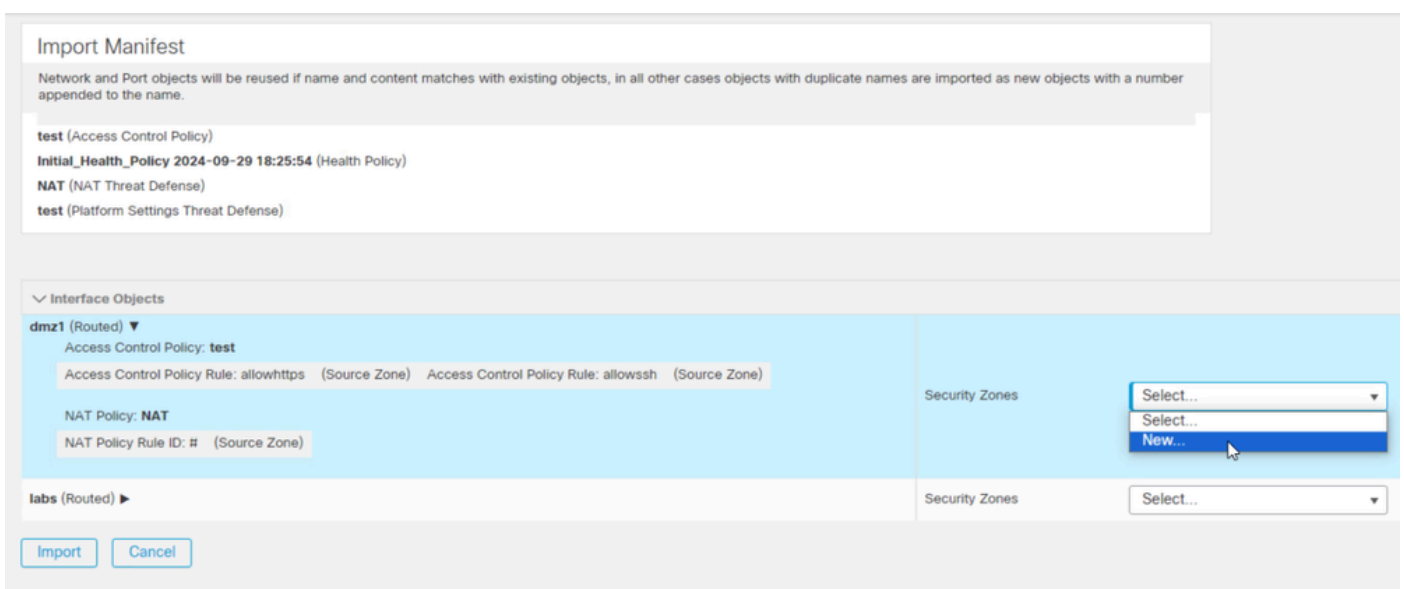 Import Manifest
Network and Port objects will be reused if name and content matches with existing objects, in all other cases objects with duplicate names are imported as new objects with a number
appended to the name.
test (Access Control Policy)
Initial_Health_Policy 2024-09-29 18:25:54 (Health Policy)
NAT (NAT Threat Defense)
test (Platform Settings Threat Defense)
Interface Objects
dmz1 (Routed) ▼
Access Control Policy: test
Access Control Policy Rule: allowhttps (Source Zone) Access Control Policy Rule: allowssh (Source Zone)
Security Zones Select...
Select...
New...
NAT Policy: NAT
NAT Policy Rule ID: # (Source Zone)
labs (Routed) ▶ Security Zones Select...
Import Cancel